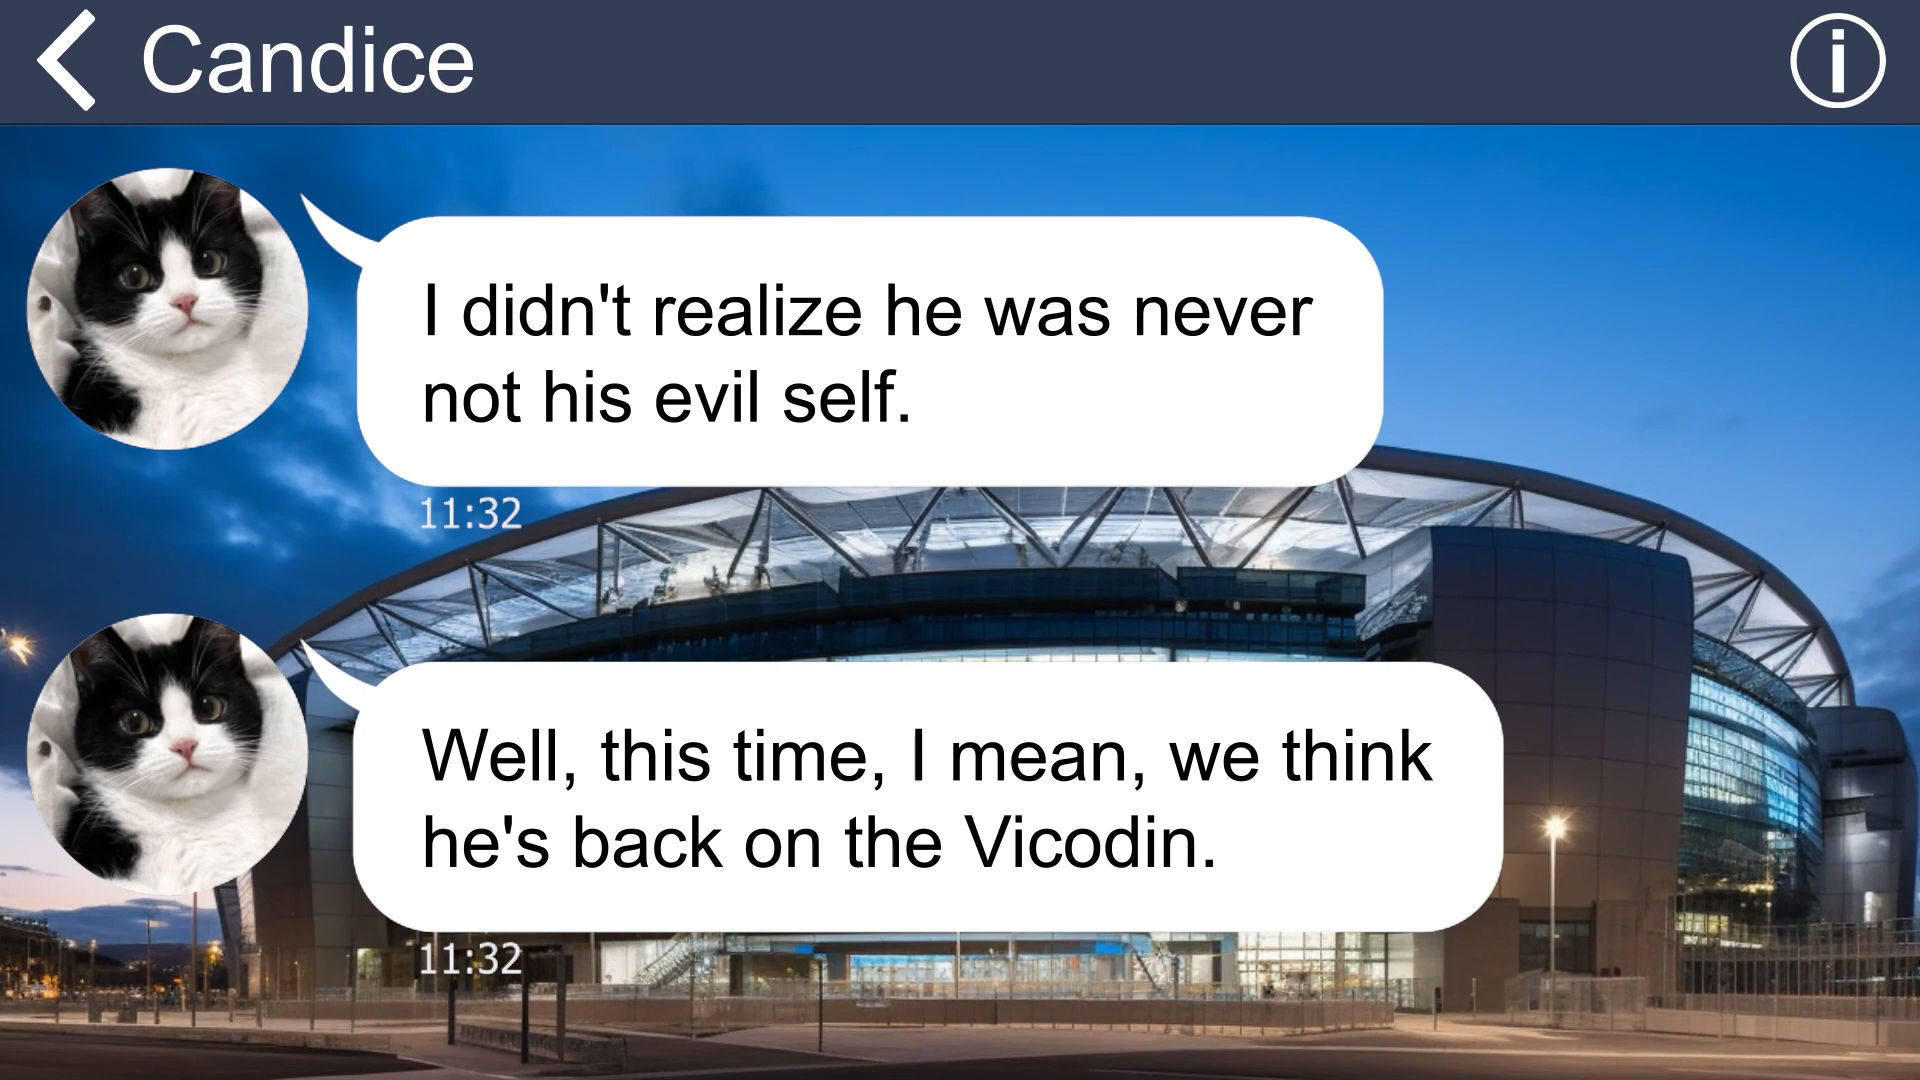 Candice
I didn't realize he was never
not his evil self.
11:32
Well, this time, I mean, we think
he's back on the Vicodin.
11:32